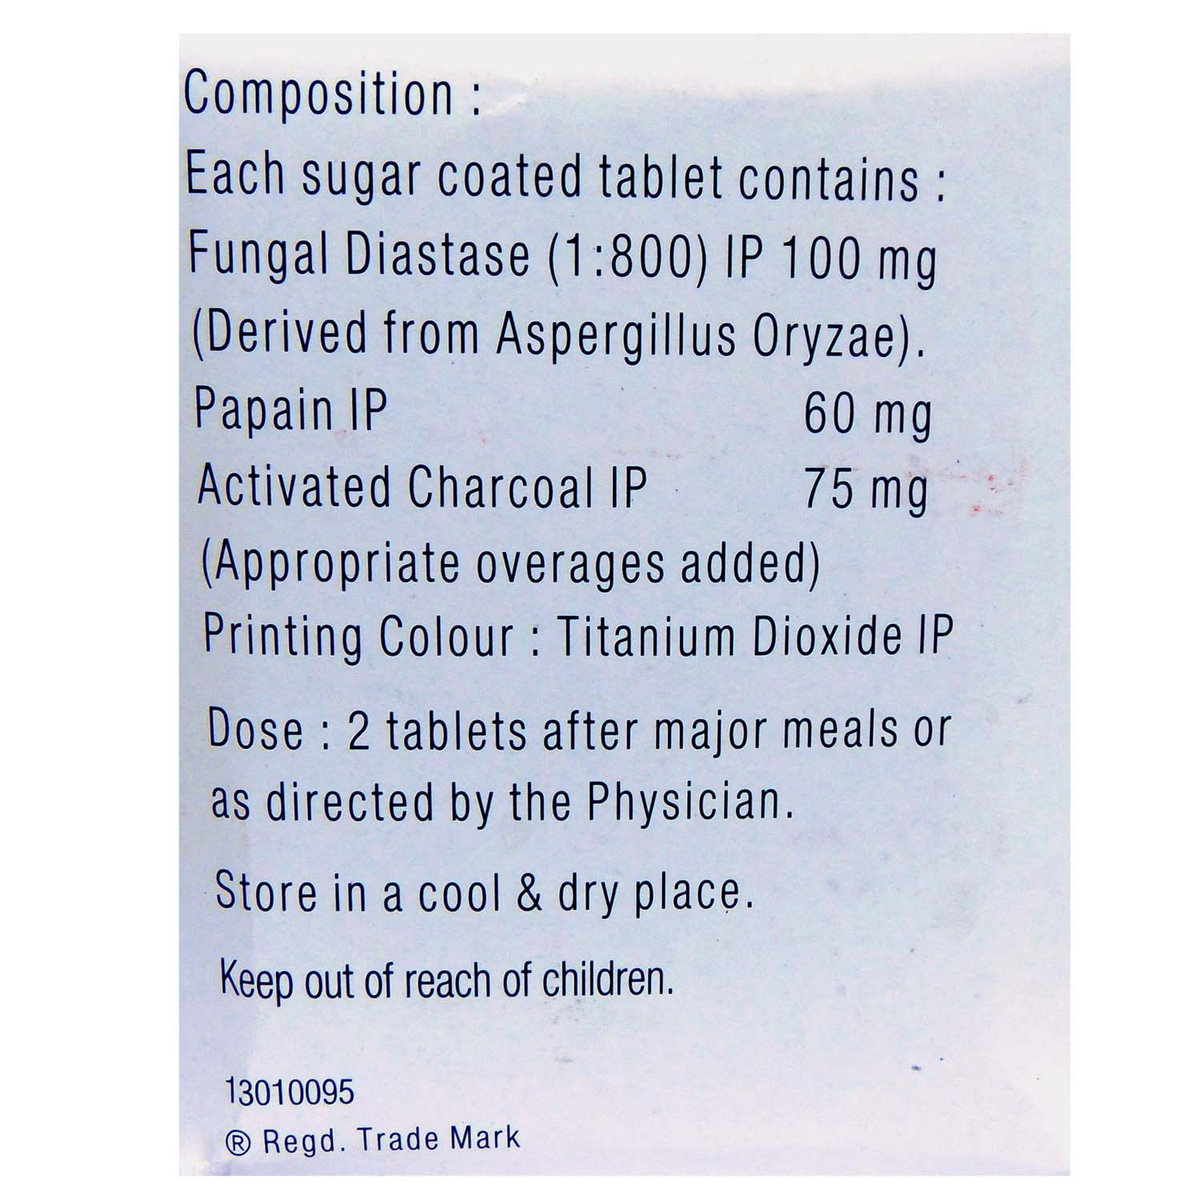 Composition :
Each sugar coated tablet contains :
Fungal Diastase (1:800) IP 100 mg
(Derived from Aspergillus Oryzae).
Papain IP 60 mg
Activated Charcoal IP 75 mg
(Appropriate overages added)
Printing Colour : Titanium Dioxide IP
Dose : 2 tablets after major meals or
as directed by the Physician.
Store in a cool & dry place.
Keep out of reach of children.
13010095
® Regd. Trade Mark